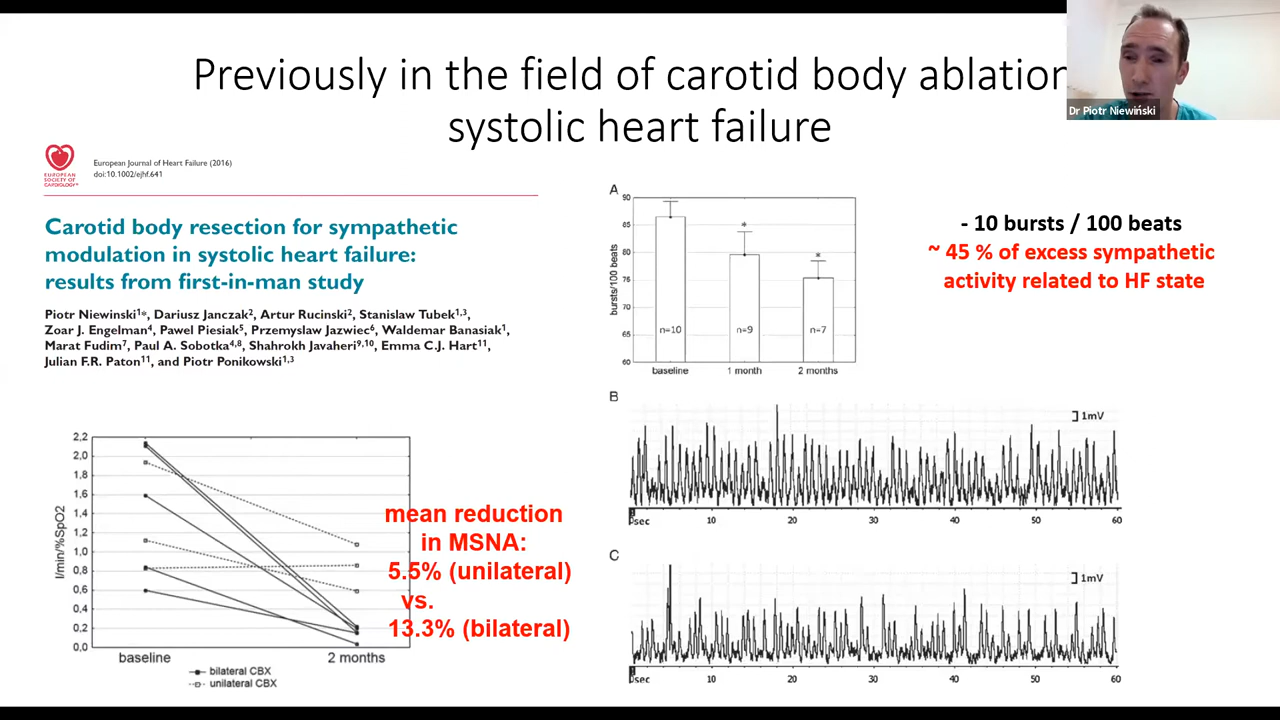 Previously in the field of carotid body ablation
systolic heart failure
Dr Piotr Niewiński
EUROPEAN
SOCIETY OF
CARDIOLOGY®
European Journal of Heart Failure (2016)
doi:10.1002/ejhf.641
Carotid body resection for sympathetic
modulation in systolic heart failure:
results from first-in-man study
Piotr Niewinski1*, Dariusz Janczak2, Artur Rucinski2, Stanislaw Tubek1,3,
Zoar J. Engelman4, Pawel Piesiak5, Przemyslaw Jazwiec6, Waldemar Banasiak1,
Marat Fudim7, Paul A. Sobotka4,8, Shahrokh Javaheri9,10, Emma C.J. Hart11,
Julian F.R. Paton11, and Piotr Ponikowski1,3
A
bursts/100 beats
90
85
80
75
70
65
60
* *
n=10 n=9 n=7
baseline 1 month 2 months
- 10 bursts / 100 beats
~ 45 % of excess sympathetic
activity related to HF state
l/min/%SpO2
2,2
2,0
1,8
1,6
1,4
1,2
1,0
0,8
0,6
0,4
0,2
0,0
baseline 2 months
bilateral CBX
unilateral CBX
mean reduction
in MSNA:
5.5% (unilateral)
vs.
13.3% (bilateral)
B
1mV
sec 10 20 30 40 50 60
C
1mV
sec 10 20 30 40 50 60